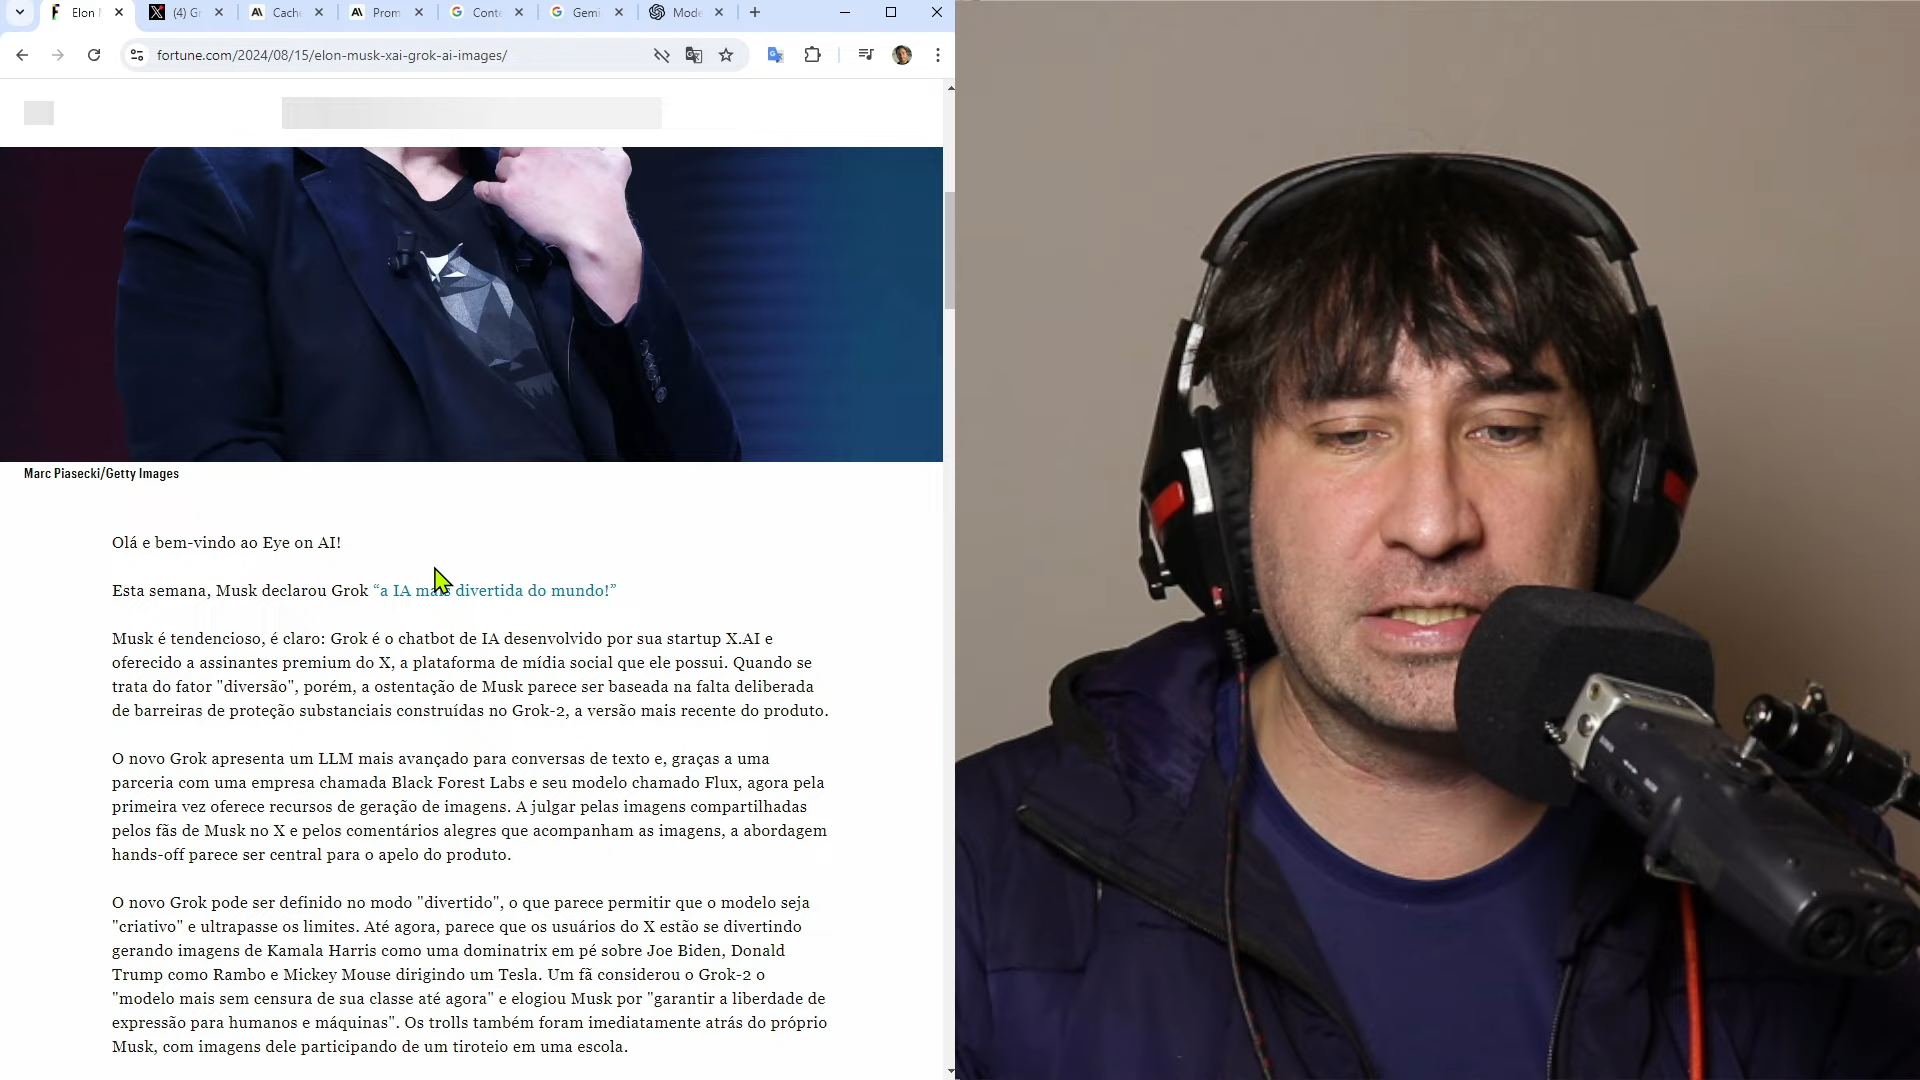 Elon
(4) Gr
Cach
Prom
Conte
Gemi
Mode
fortune.com/2024/08/15/elon-musk-xai-grok-ai-images/
Marc Piasecki/Getty Images
Olá e bem-vindo ao Eye on AI!
Esta semana, Musk declarou Grok “a IA mais divertida do mundo!”
Musk é tendencioso, é claro: Grok é o chatbot de IA desenvolvido por sua startup X.AI e
oferecido a assinantes premium do X, a plataforma de mídia social que ele possui. Quando se
trata do fator "diversão", porém, a ostentação de Musk parece ser baseada na falta deliberada
de barreiras de proteção substanciais construídas no Grok-2, a versão mais recente do produto.
O novo Grok apresenta um LLM mais avançado para conversas de texto e, graças a uma
parceria com uma empresa chamada Black Forest Labs e seu modelo chamado Flux, agora pela
primeira vez oferece recursos de geração de imagens. A julgar pelas imagens compartilhadas
pelos fãs de Musk no X e pelos comentários alegres que acompanham as imagens, a abordagem
hands-off parece ser central para o apelo do produto.
O novo Grok pode ser definido no modo "divertido", o que parece permitir que o modelo seja
"criativo" e ultrapasse os limites. Até agora, parece que os usuários do X estão se divertindo
gerando imagens de Kamala Harris como uma dominatrix em pé sobre Joe Biden, Donald
Trump como Rambo e Mickey Mouse dirigindo um Tesla. Um fã considerou o Grok-2 o
"modelo mais sem censura de sua classe até agora" e elogiou Musk por "garantir a liberdade de
expressão para humanos e máquinas". Os trolls também foram imediatamente atrás do próprio
Musk, com imagens dele participando de um tiroteio em uma escola.